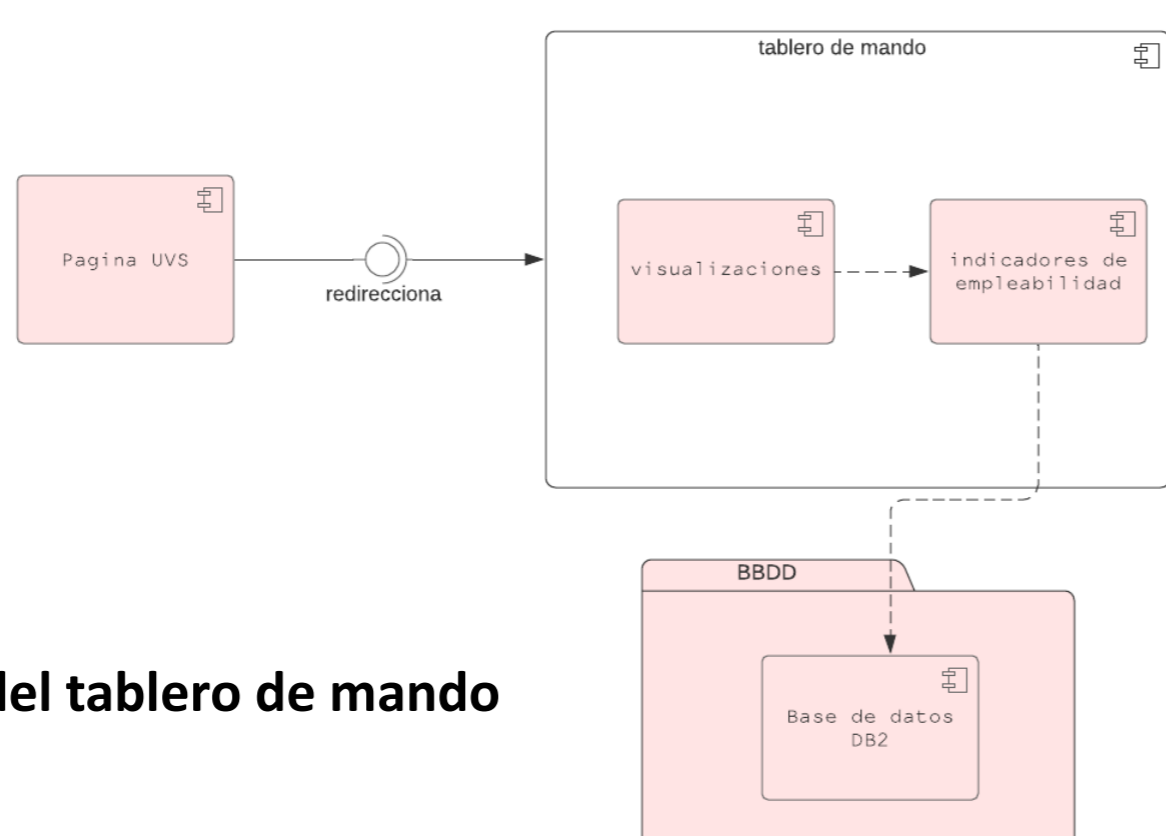 tablero de mando
Pagina UVS
redirecciona
visualizaciones
indicadores de
empleabilidad
BBDD
del tablero de mando
Base de datos
DB2